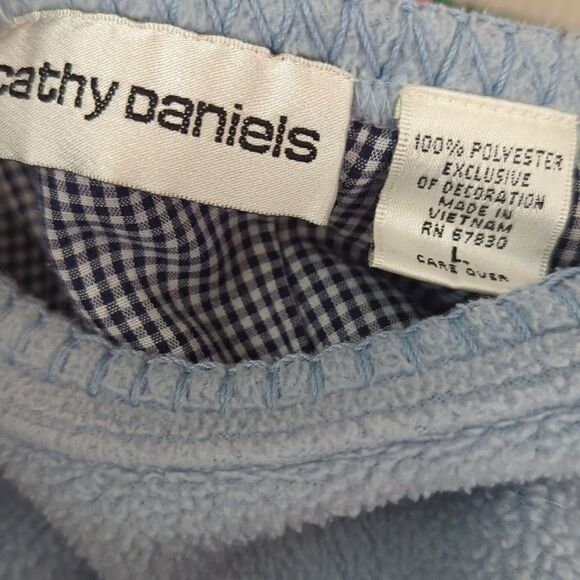 cathy Daniels
100% POLYESTER
EXCLUSIVE
OF DECORATION
MADE IN
VIETNAM
RN 67830
L
CARE OVER